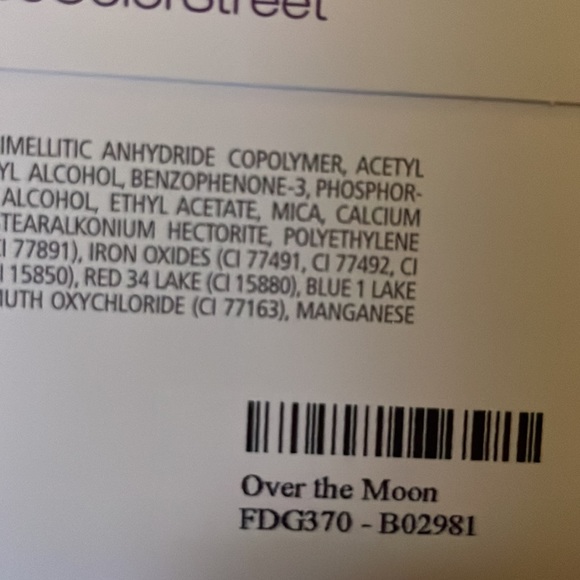 ColorStreet
IMELLITIC ANHYDRIDE COPOLYMER, ACETYL
YL ALCOHOL, BENZOPHENONE-3, PHOSPHOR-
ALCOHOL, ETHYL ACETATE, MICA, CALCIUM
TEARALKONIUM HECTORITE, POLYETHYLENE
I 77891), IRON OXIDES (CI 77491, CI 77492, CI
I 15850), RED 34 LAKE (CI 15880), BLUE 1 LAKE
UTH OXYCHLORIDE (CI 77163), MANGANESE
Over the Moon
FDG370 - B02981